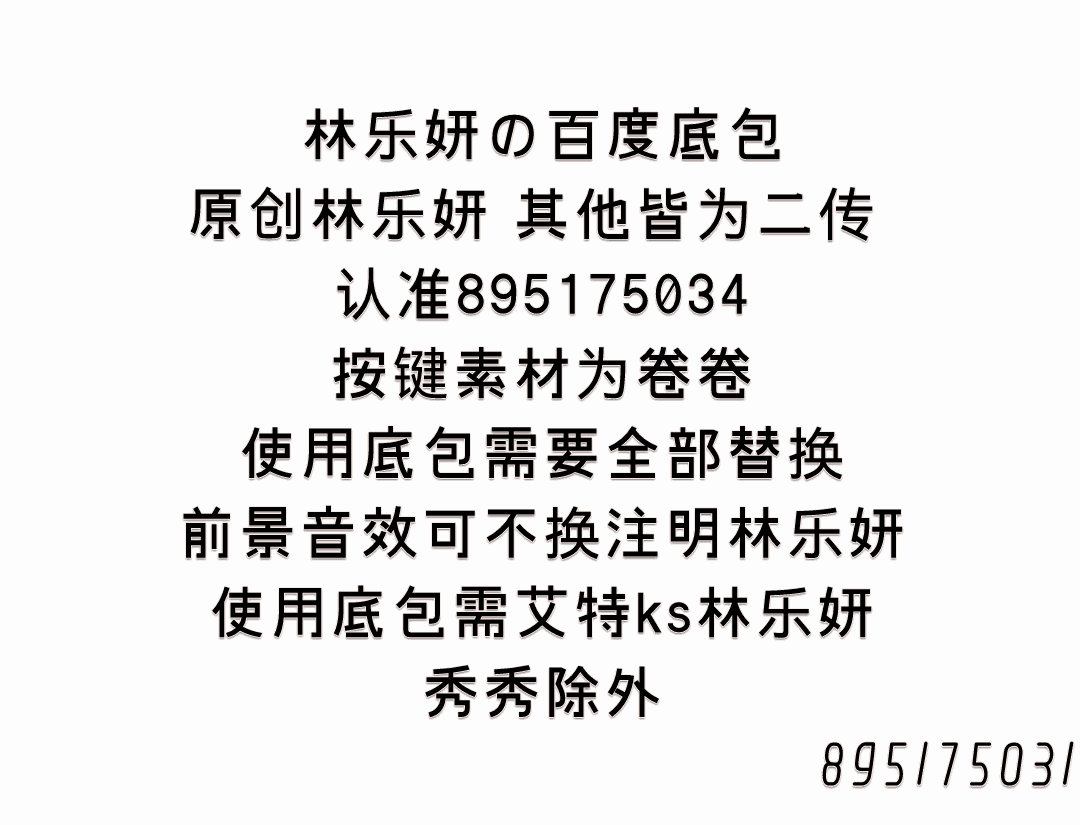 林乐妍の百度底包
原创林乐妍 其他皆为二传
认准895175034
按键素材为卷卷
使用底包需要全部替换
前景音效可不换注明林乐妍
使用底包需艾特ks林乐妍
秀秀除外
895175031